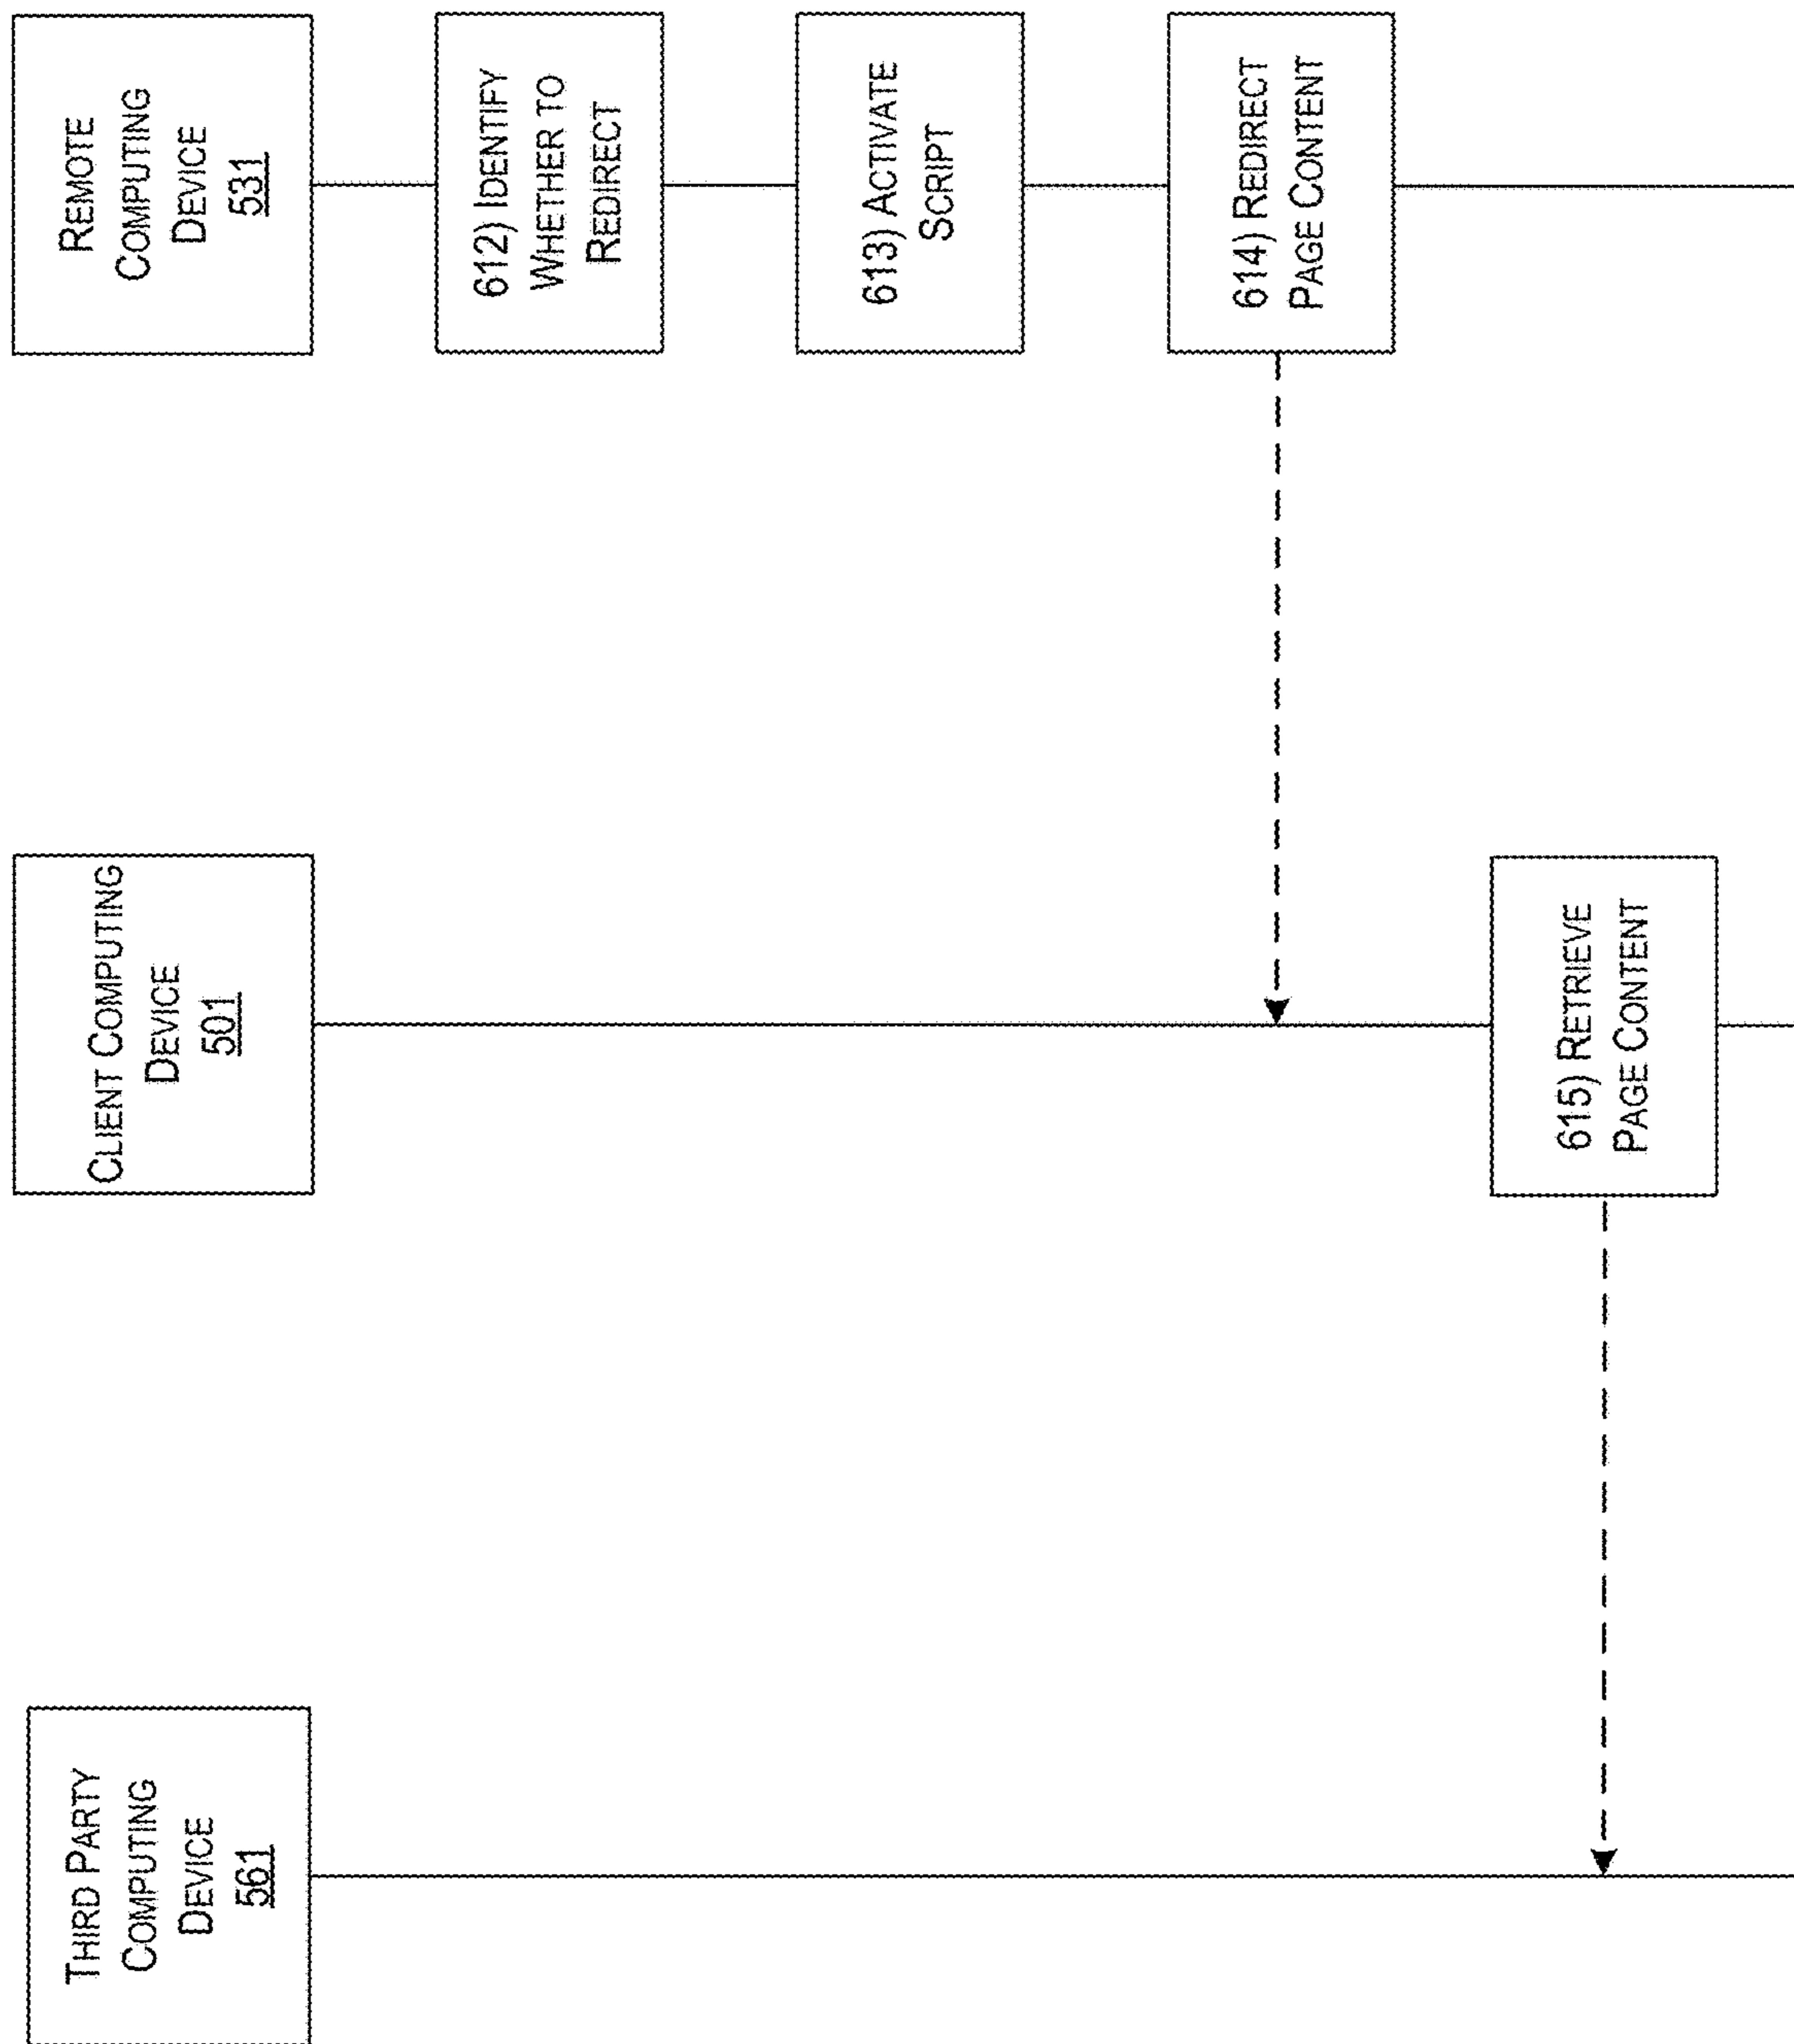 THIRD PARTY
COMPUTING
DEVICE
561
CLIENT COMPUTING
DEVICE
501
REMOTE
COMPUTING
DEVICE
531
612) IDENTIFY
WHETHER TO
REDIRECT
613) ACTIVATE
SCRIPT
614) REDIRECT
PAGE CONTENT
615) RETRIEVE
PAGE CONTENT